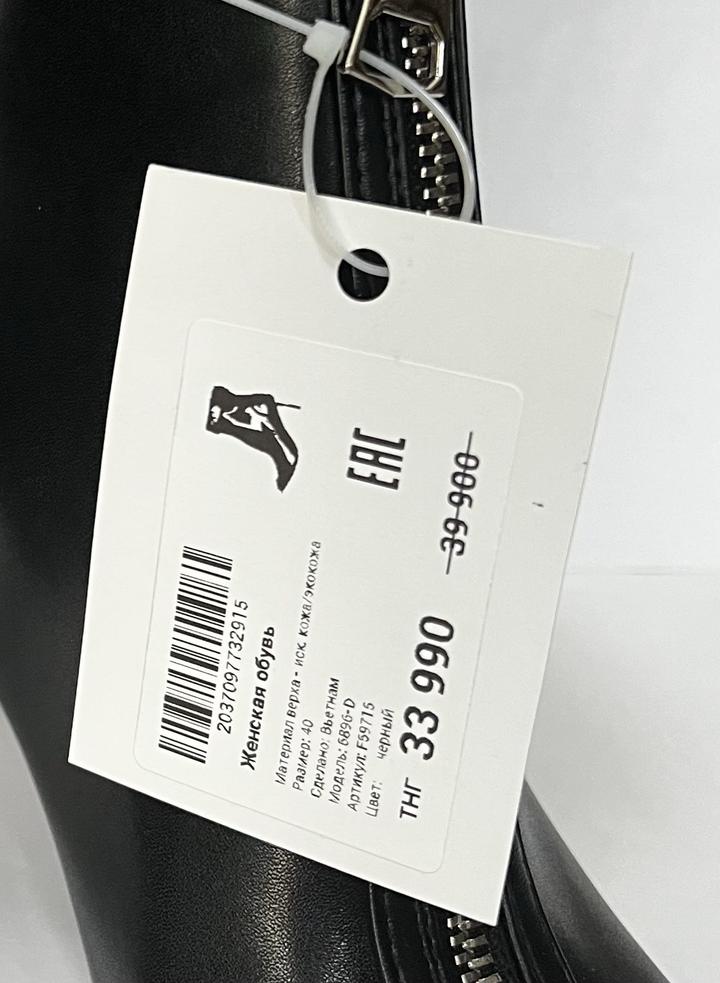 2037097732915
Женская обувь
Материал верха - иск. кожа/экокожа
Размер: 40
Сделано: Вьетнам
Модель: 6896-D
Артикул: F59715
Цвет: черный
ТНГ 33 990 39 900
EAC